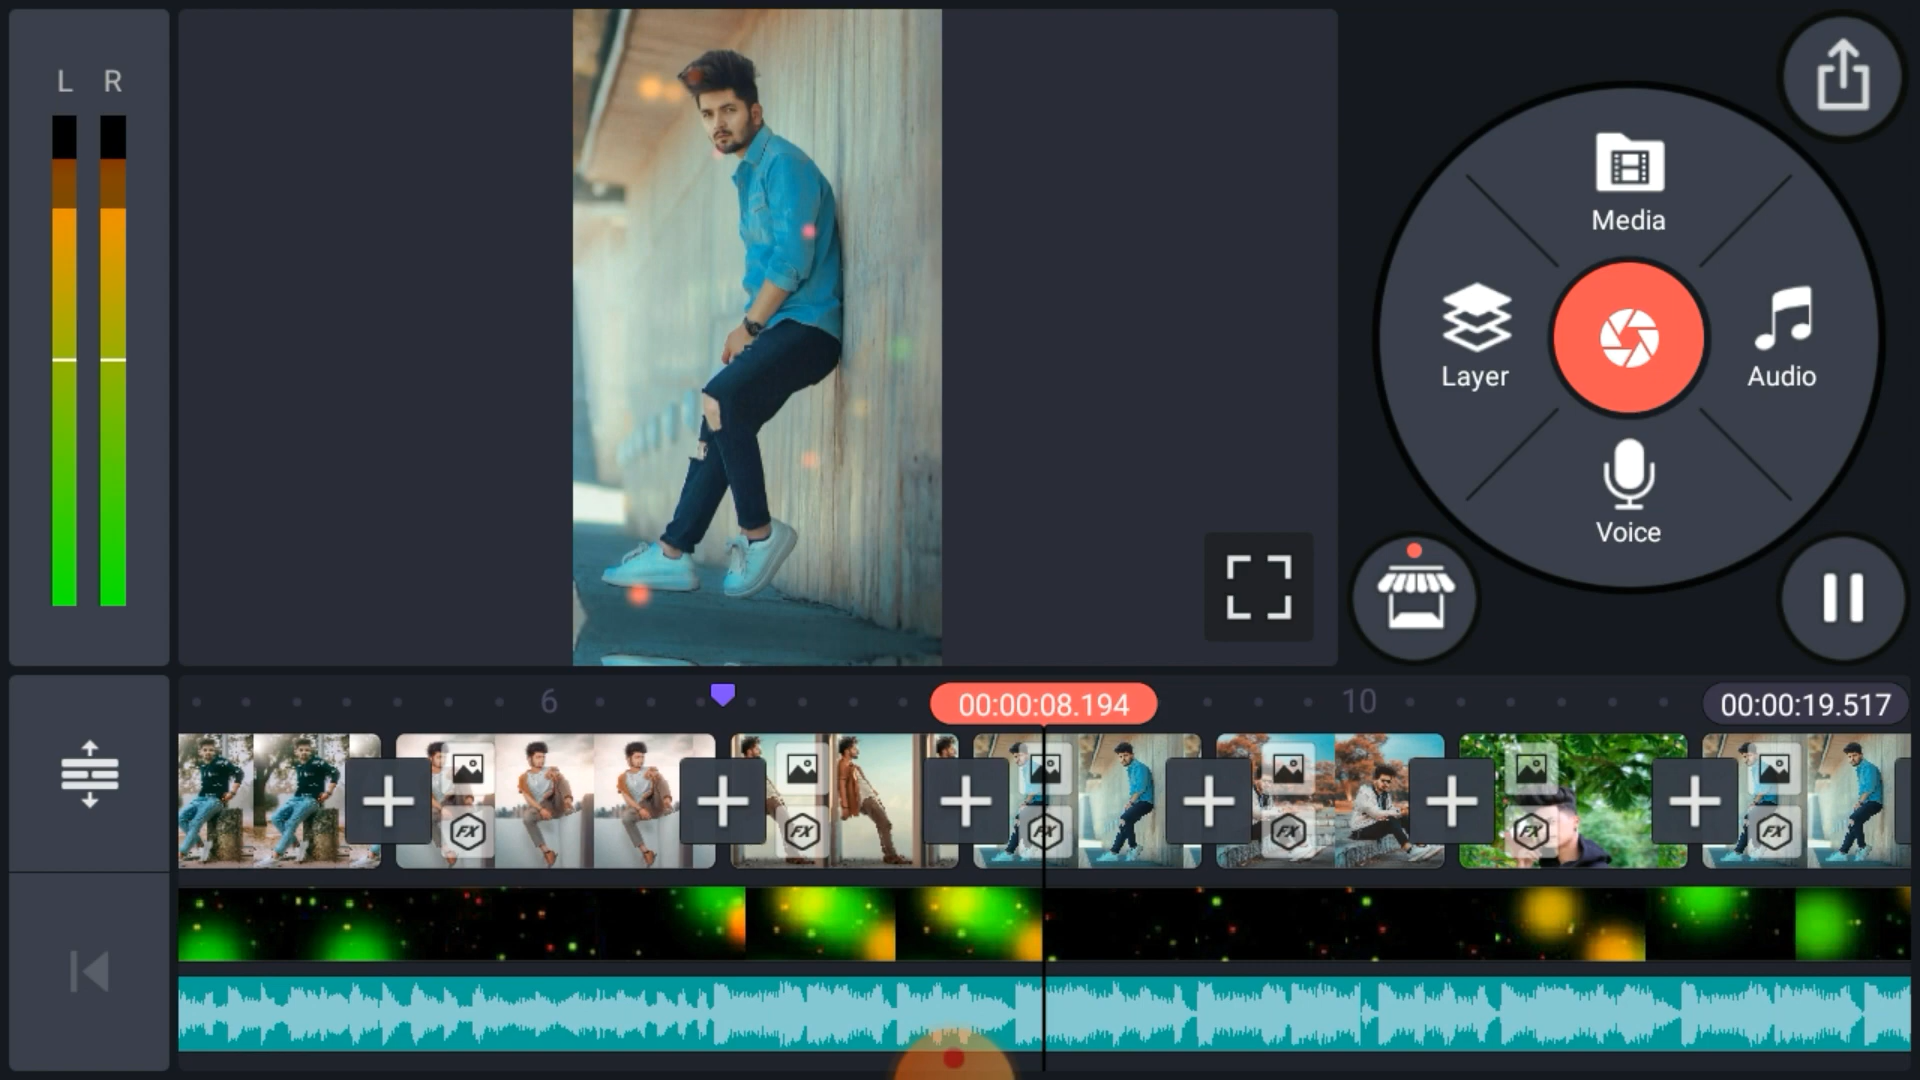 L R
Media
Layer
Audio
Voice
6
00:00:08.194
10
00:00:19.517
FX
FX
FX
FX
FX
FX